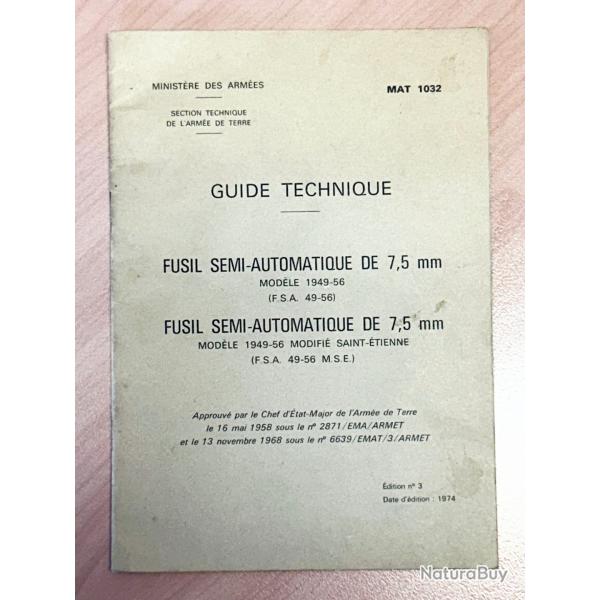 MINISTÈRE DES ARMÉES
MAT 1032
SECTION TECHNIQUE
DE L'ARMÉE DE TERRE
GUIDE TECHNIQUE
FUSIL SEMI-AUTOMATIQUE DE 7,5 mm
MODÈLE 1949-56
(F.S.A. 49-56)
FUSIL SEMI-AUTOMATIQUE DE 7,5 mm
MODÈLE 1949-56 MODIFIÉ SAINT-ÉTIENNE
(F.S.A. 49-56 M.S.E.)
Approuvé par le Chef d'État-Major de l'Armée de Terre
le 16 mai 1958 sous le n° 2871/EMA/ARMET
et le 13 novembre 1968 sous le n° 6639/EMAT/3/ARMET
Édition n° 3
Date d'édition : 1974
NaturaBuy